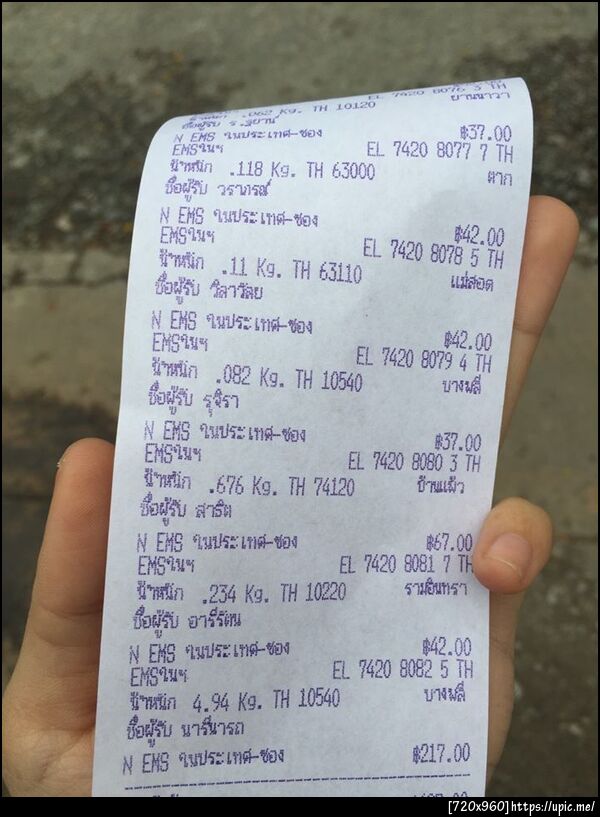 .062 Kg. TH 10120 ยานนาวา
ชื่อผู้รับ
N EMS ในประเทศ-ซอง ฿37.00
EMSในฯ EL 7420 8077 7 TH
น้ำหนัก .118 Kg. TH 63000 ตาก
ชื่อผู้รับ วราภรณ์
N EMS ในประเทศ-ซอง ฿42.00
EMSในฯ EL 7420 8078 5 TH
น้ำหนัก .11 Kg. TH 63110 แม่สอด
ชื่อผู้รับ วิลาวัลย
N EMS ในประเทศ-ซอง ฿42.00
EMSในฯ EL 7420 8079 4 TH
น้ำหนัก .082 Kg. TH 10540 บางพลี
ชื่อผู้รับ รุจิรา
N EMS ในประเทศ-ซอง ฿37.00
EMSในฯ EL 7420 8080 3 TH
น้ำหนัก .676 Kg. TH 74120 บ้านแพ้ว
ชื่อผู้รับ สาธิต
N EMS ในประเทศ-ซอง ฿67.00
EMSในฯ EL 7420 8081 7 TH
น้ำหนัก .234 Kg. TH 10220 รามอินทรา
ชื่อผู้รับ อารีรัตน
N EMS ในประเทศ-ซอง ฿42.00
EMSในฯ EL 7420 8082 5 TH
น้ำหนัก 4.94 Kg. TH 10540 บางพลี
ชื่อผู้รับ นารีนารถ
N EMS ในประเทศ-ซอง ฿217.00
[720x960]https://upic.me/